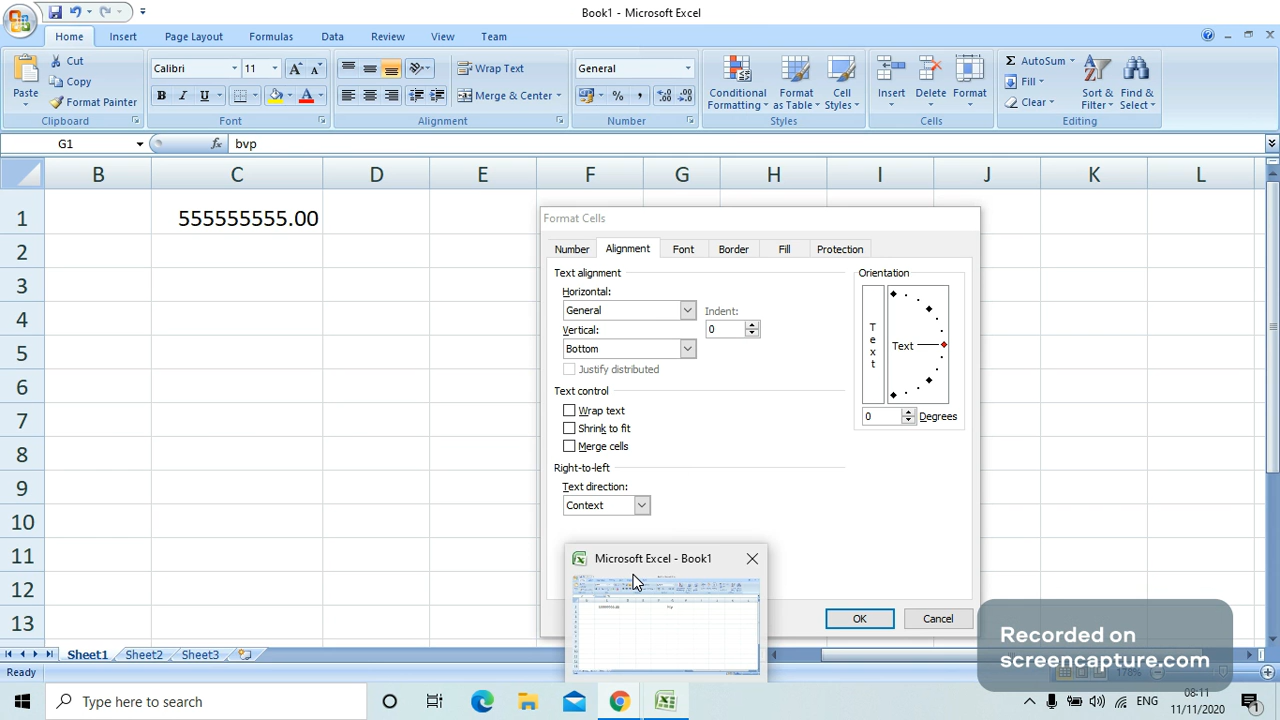 Book1 - Microsoft Excel
Home Insert Page Layout Formulas Data Review View Team
Cut
Copy
Format Painter
Paste
Clipboard
Calibri 11
B I U
Font
Wrap Text
Merge & Center
Alignment
General
% ,
Number
Conditional Formatting
Format as Table
Cell Styles
Styles
Insert Delete Format
Cells
Σ AutoSum
Fill
Clear
Sort & Filter
Find & Select
Editing
G1 fx bvp
B C D E F G H I J K L
1 555555555.00
2
3
4
5
6
7
8
9
10
11
12
13
Format Cells
Number Alignment Font Border Fill Protection
Text alignment
Horizontal:
General
Indent:
0
Vertical:
Bottom
Justify distributed
Text control
Wrap text
Shrink to fit
Merge cells
Right-to-left
Text direction:
Context
Orientation
Text
Text
0 Degrees
OK Cancel
Microsoft Excel - Book1
Sheet1 Sheet2 Sheet3
Ready
178%
Recorded on
screencapture.com
Type here to search
ENG
08-11
11/11/2020
1